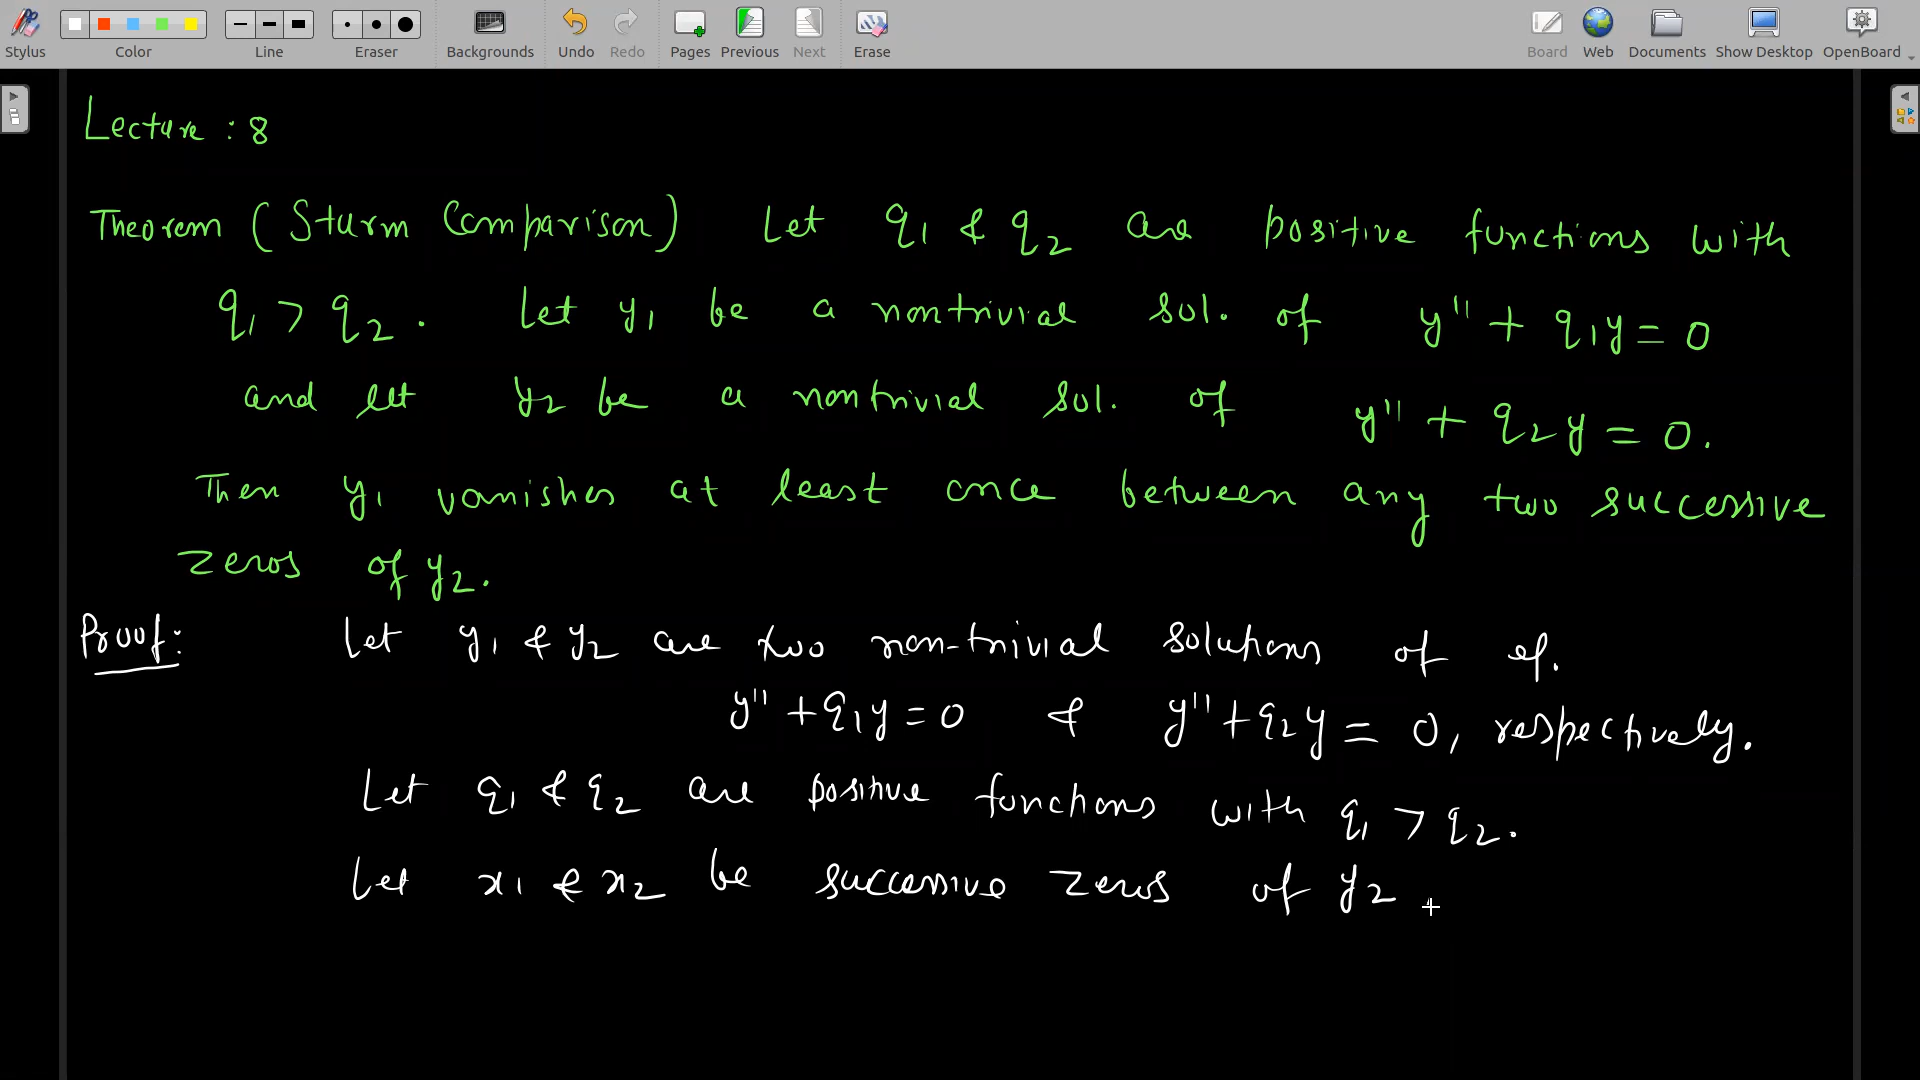 Stylus Color Line Eraser Backgrounds Undo Redo Pages Previous Next Erase Board Web Documents Show Desktop OpenBoard
Lecture : 8
Theorem (Sturm Comparison) Let q₁ & q₂ are positive functions with
q₁ > q₂. Let y₁ be a nontrivial sol. of y'' + q₁y = 0
and let y₂ be a nontrivial sol. of y'' + q₂y = 0.
Then y₁ vanishes at least once between any two successive
zeros of y₂.
Proof: Let y₁ & y₂ are two non-trivial solutions of eq.
y'' + q₁y = 0 & y'' + q₂y = 0, respectively.
Let q₁ & q₂ are positive functions with q₁ > q₂.
Let x₁ & x₂ be successive zeros of y₂